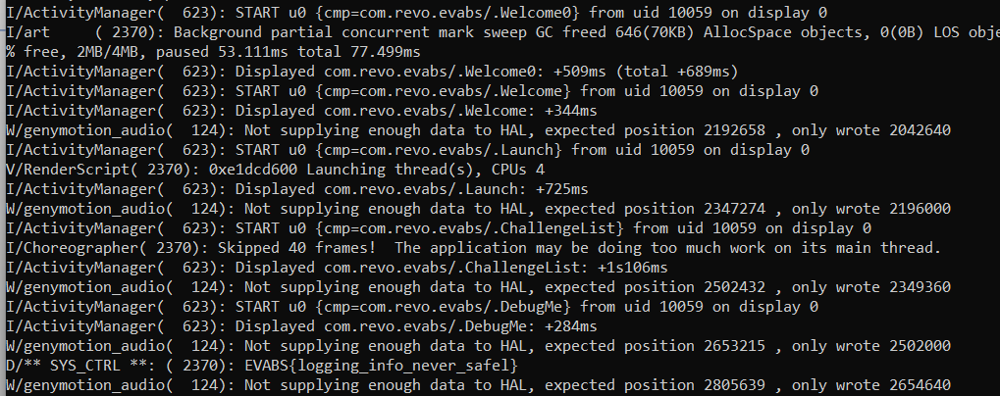 I/ActivityManager(  623): START u0 {cmp=com.revo.evabs/.Welcome0} from uid 10059 on display 0
I/art     ( 2370): Background partial concurrent mark sweep GC freed 646(70KB) AllocSpace objects, 0(0B) LOS obje
% free, 2MB/4MB, paused 53.111ms total 77.499ms
I/ActivityManager(  623): Displayed com.revo.evabs/.Welcome0: +509ms (total +689ms)
I/ActivityManager(  623): START u0 {cmp=com.revo.evabs/.Welcome} from uid 10059 on display 0
I/ActivityManager(  623): Displayed com.revo.evabs/.Welcome: +344ms
W/genymotion_audio(  124): Not supplying enough data to HAL, expected position 2192658 , only wrote 2042640
I/ActivityManager(  623): START u0 {cmp=com.revo.evabs/.Launch} from uid 10059 on display 0
V/RenderScript( 2370): 0xe1dcd600 Launching thread(s), CPUs 4
I/ActivityManager(  623): Displayed com.revo.evabs/.Launch: +725ms
W/genymotion_audio(  124): Not supplying enough data to HAL, expected position 2347274 , only wrote 2196000
I/ActivityManager(  623): START u0 {cmp=com.revo.evabs/.ChallengeList} from uid 10059 on display 0
I/Choreographer( 2370): Skipped 40 frames!  The application may be doing too much work on its main thread.
I/ActivityManager(  623): Displayed com.revo.evabs/.ChallengeList: +1s106ms
W/genymotion_audio(  124): Not supplying enough data to HAL, expected position 2502432 , only wrote 2349360
I/ActivityManager(  623): START u0 {cmp=com.revo.evabs/.DebugMe} from uid 10059 on display 0
I/ActivityManager(  623): Displayed com.revo.evabs/.DebugMe: +284ms
W/genymotion_audio(  124): Not supplying enough data to HAL, expected position 2653215 , only wrote 2502000
D/** SYS_CTRL **: ( 2370): EVABS{logging_info_never_safel}
W/genymotion_audio(  124): Not supplying enough data to HAL, expected position 2805639 , only wrote 2654640